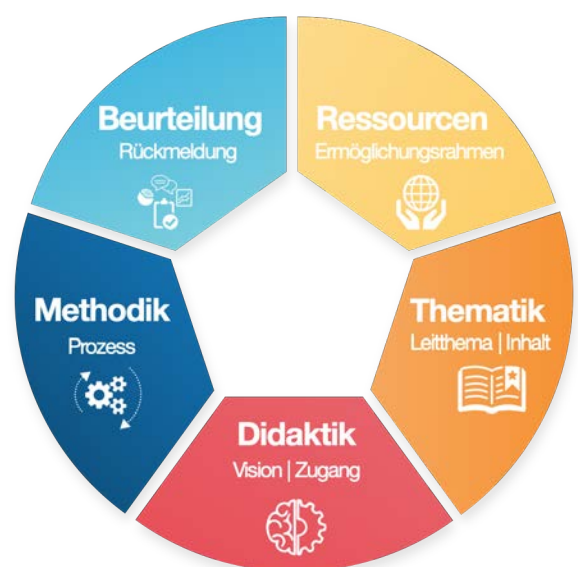 Beurteilung
Rückmeldung
Ressourcen
Ermöglichungsrahmen
Methodik
Prozess
Thematik
Leitthema | Inhalt
Didaktik
Vision | Zugang